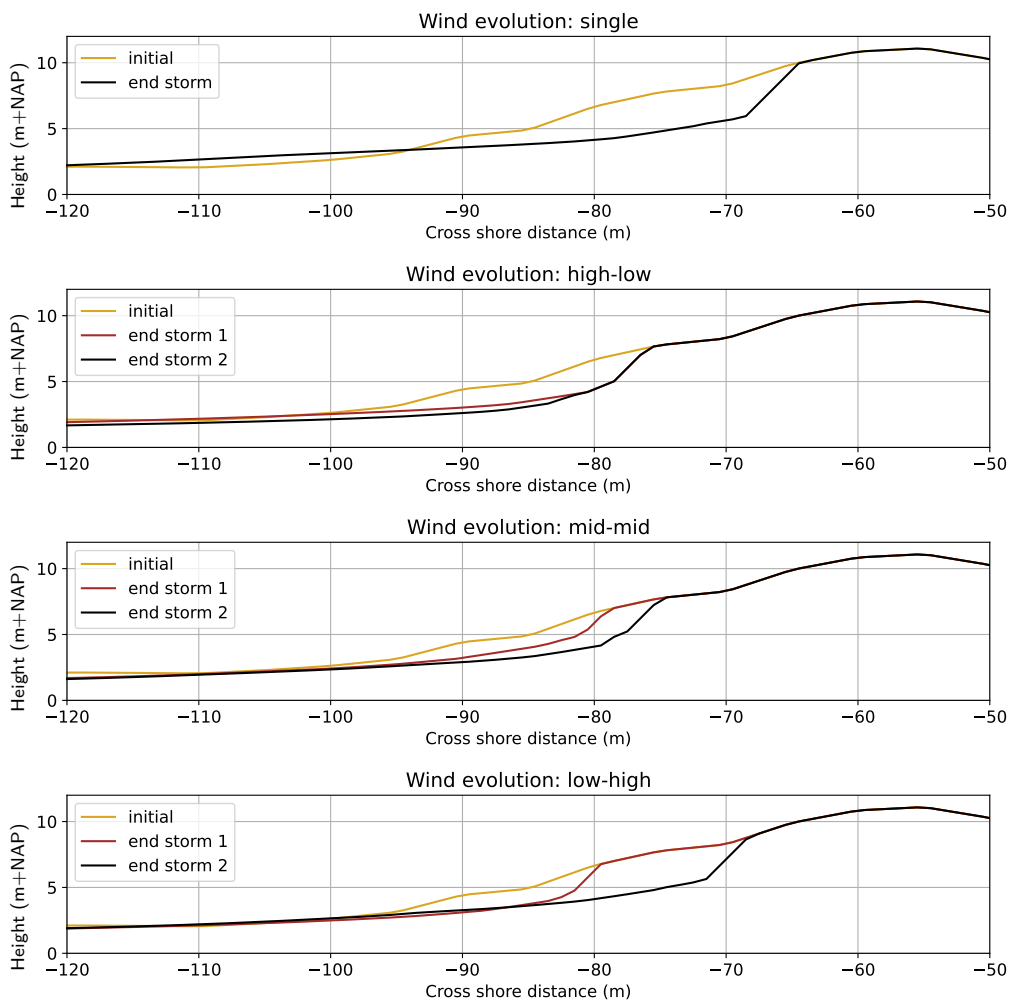 Wind evolution: single
Height (m+NAP)
10
5
0
initial
end storm
−120 −110 −100 −90 −80 −70 −60 −50
Cross shore distance (m)
Wind evolution: high-low
Height (m+NAP)
10
5
0
initial
end storm 1
end storm 2
−120 −110 −100 −90 −80 −70 −60 −50
Cross shore distance (m)
Wind evolution: mid-mid
Height (m+NAP)
10
5
0
initial
end storm 1
end storm 2
−120 −110 −100 −90 −80 −70 −60 −50
Cross shore distance (m)
Wind evolution: low-high
Height (m+NAP)
10
5
0
initial
end storm 1
end storm 2
−120 −110 −100 −90 −80 −70 −60 −50
Cross shore distance (m)